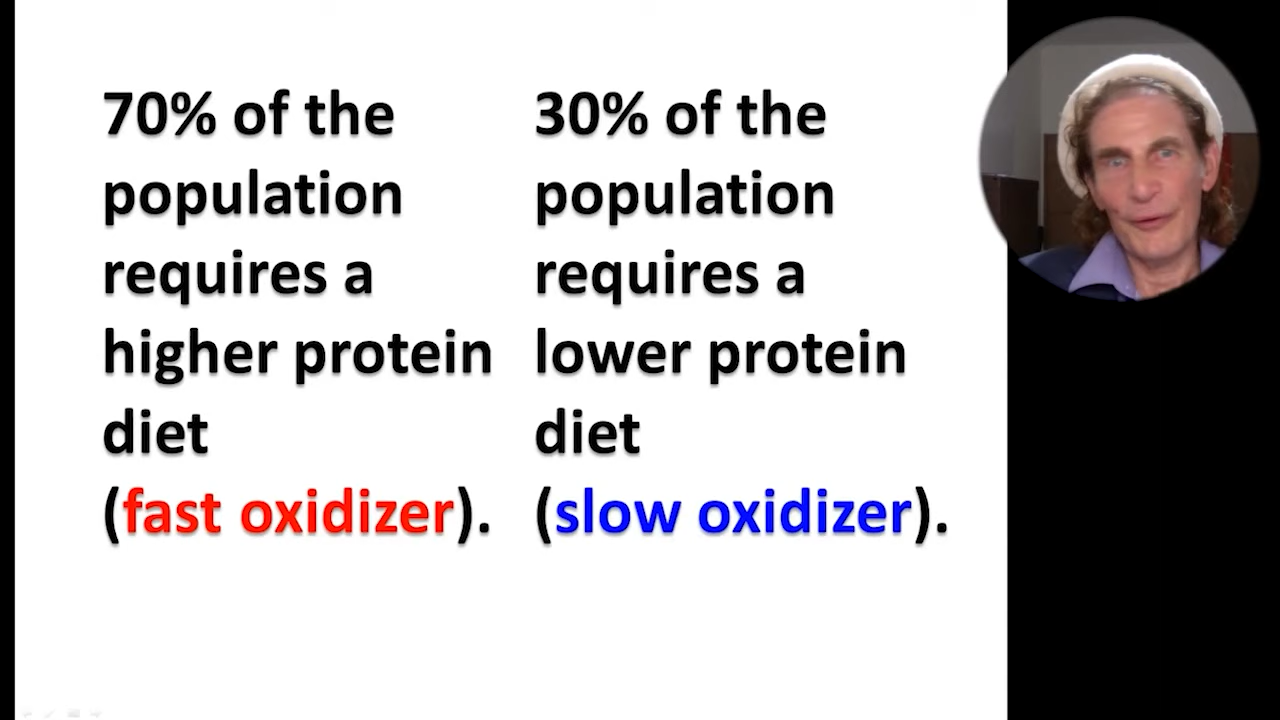 70% of the
population
requires a
higher protein
diet
(fast oxidizer).
30% of the
population
requires a
lower protein
diet
(slow oxidizer).